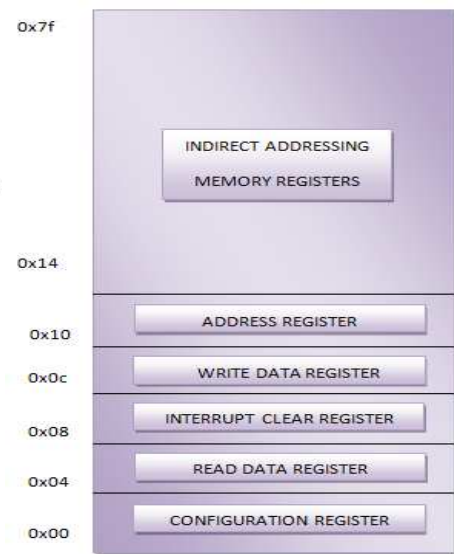 0x7f
INDIRECT ADDRESSING
MEMORY REGISTERS
0x14
ADDRESS REGISTER
0x10
WRITE DATA REGISTER
0x0c
INTERRUPT CLEAR REGISTER
0x08
READ DATA REGISTER
0x04
CONFIGURATION REGISTER
0x00